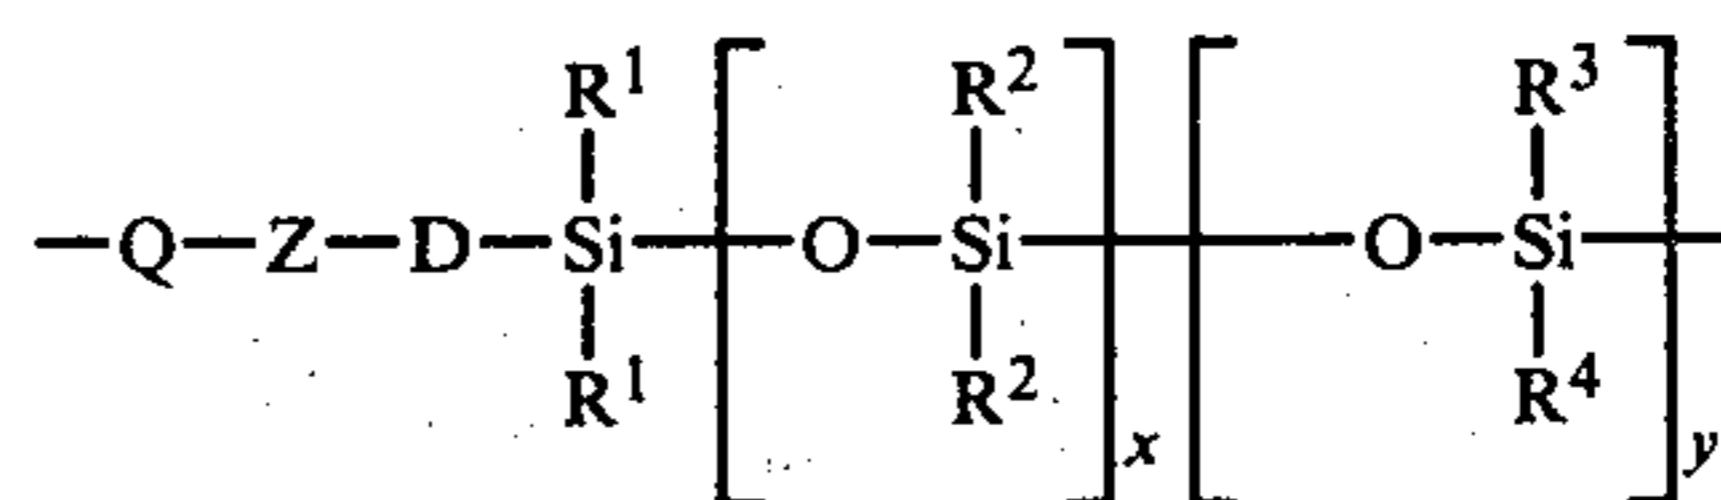 R¹ R² R³
—Q—Z—D—Si—[—O—Si—]—[—O—Si—]
R¹ R² R⁴
x y